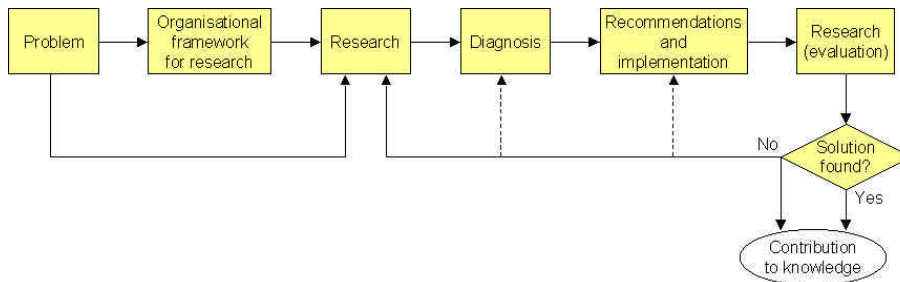 Problem
Organisational
framework
for research
Research
Diagnosis
Recommendations
and
implementation
Research
(evaluation)
No
Solution
found?
Yes
Contribution
to knowledge